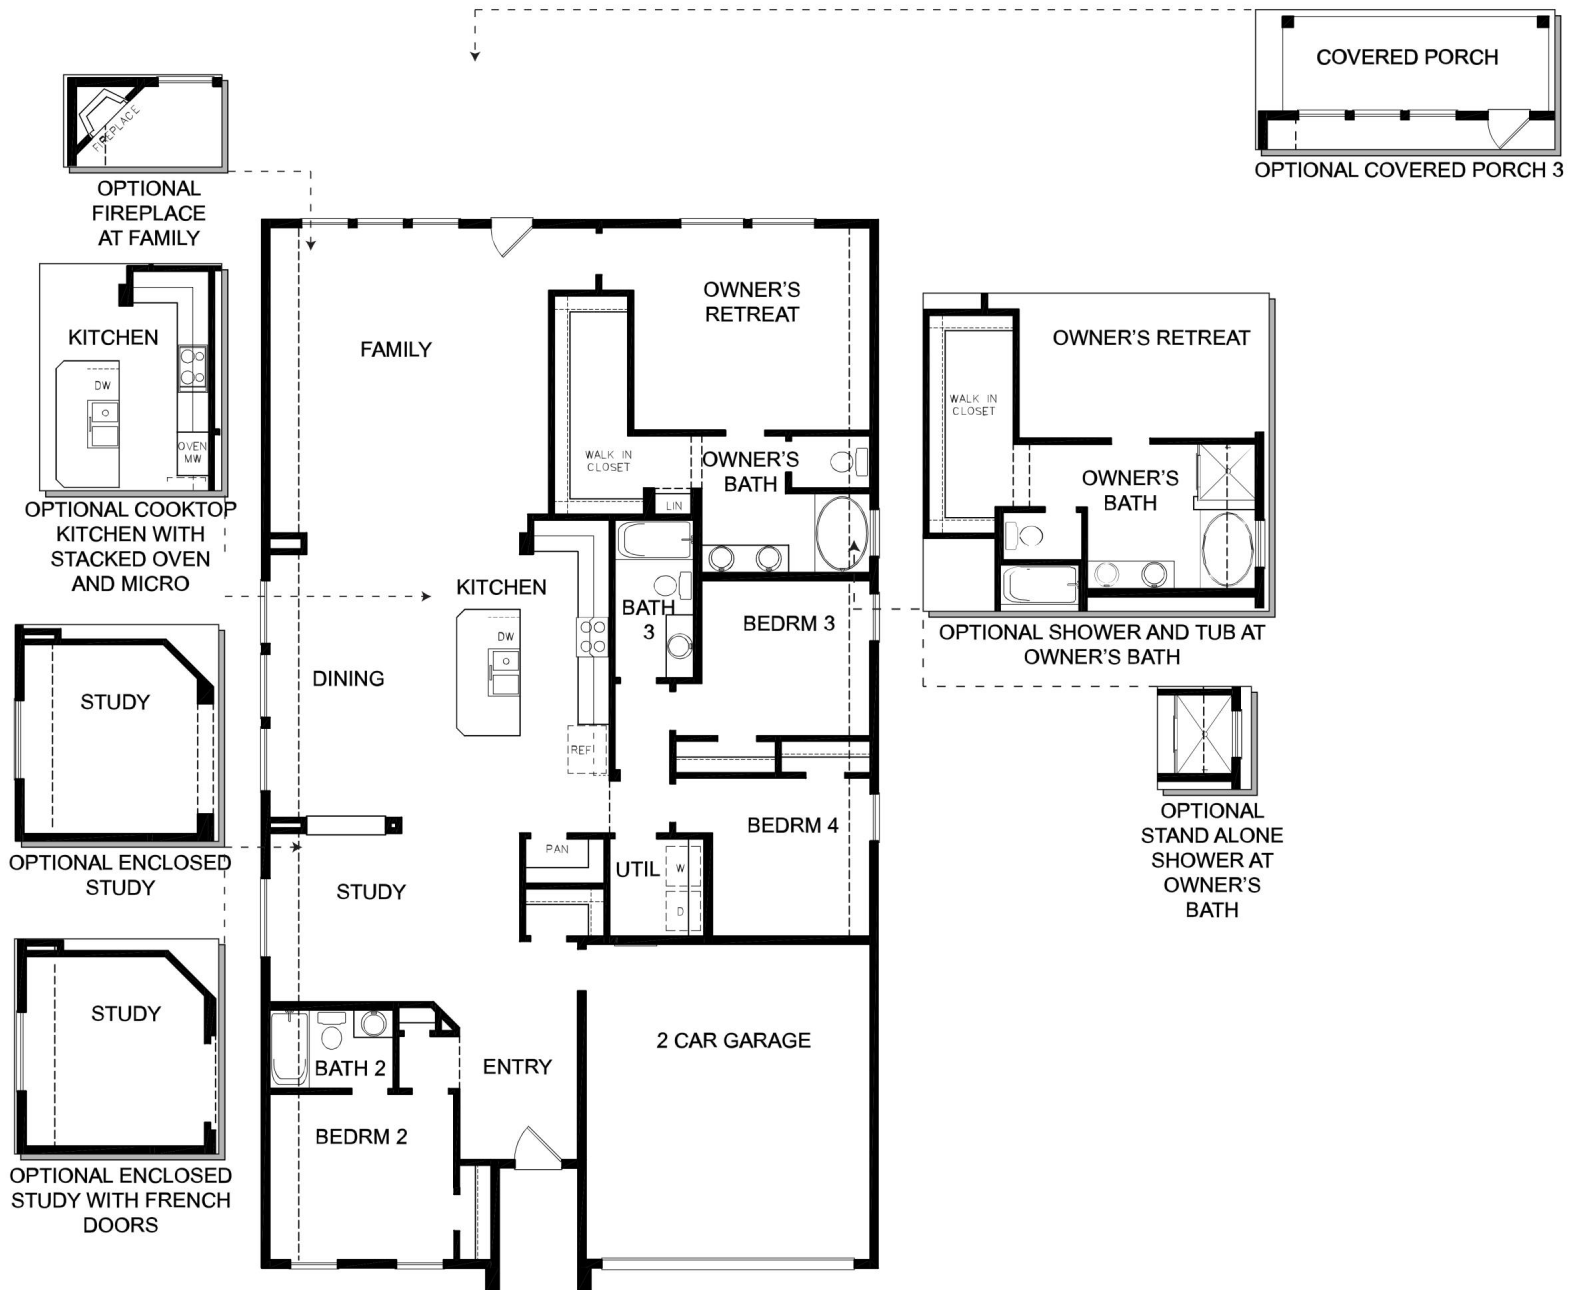 COVERED PORCH
OPTIONAL COVERED PORCH 3
FIREPLACE
OPTIONAL
FIREPLACE
AT FAMILY
KITCHEN
DW
OVEN
MW
OPTIONAL COOKTOP
KITCHEN WITH
STACKED OVEN
AND MICRO
STUDY
OPTIONAL ENCLOSED
STUDY
STUDY
OPTIONAL ENCLOSED
STUDY WITH FRENCH
DOORS
FAMILY
OWNER'S
RETREAT
WALK IN
CLOSET
OWNER'S
BATH
LIN
KITCHEN
DW
REF
BATH
3
BEDRM 3
DINING
BEDRM 4
PAN
UTIL
W
D
STUDY
2 CAR GARAGE
BATH 2
ENTRY
BEDRM 2
OWNER'S RETREAT
WALK IN
CLOSET
OWNER'S
BATH
OPTIONAL SHOWER AND TUB AT
OWNER'S BATH
OPTIONAL
STAND ALONE
SHOWER AT
OWNER'S
BATH